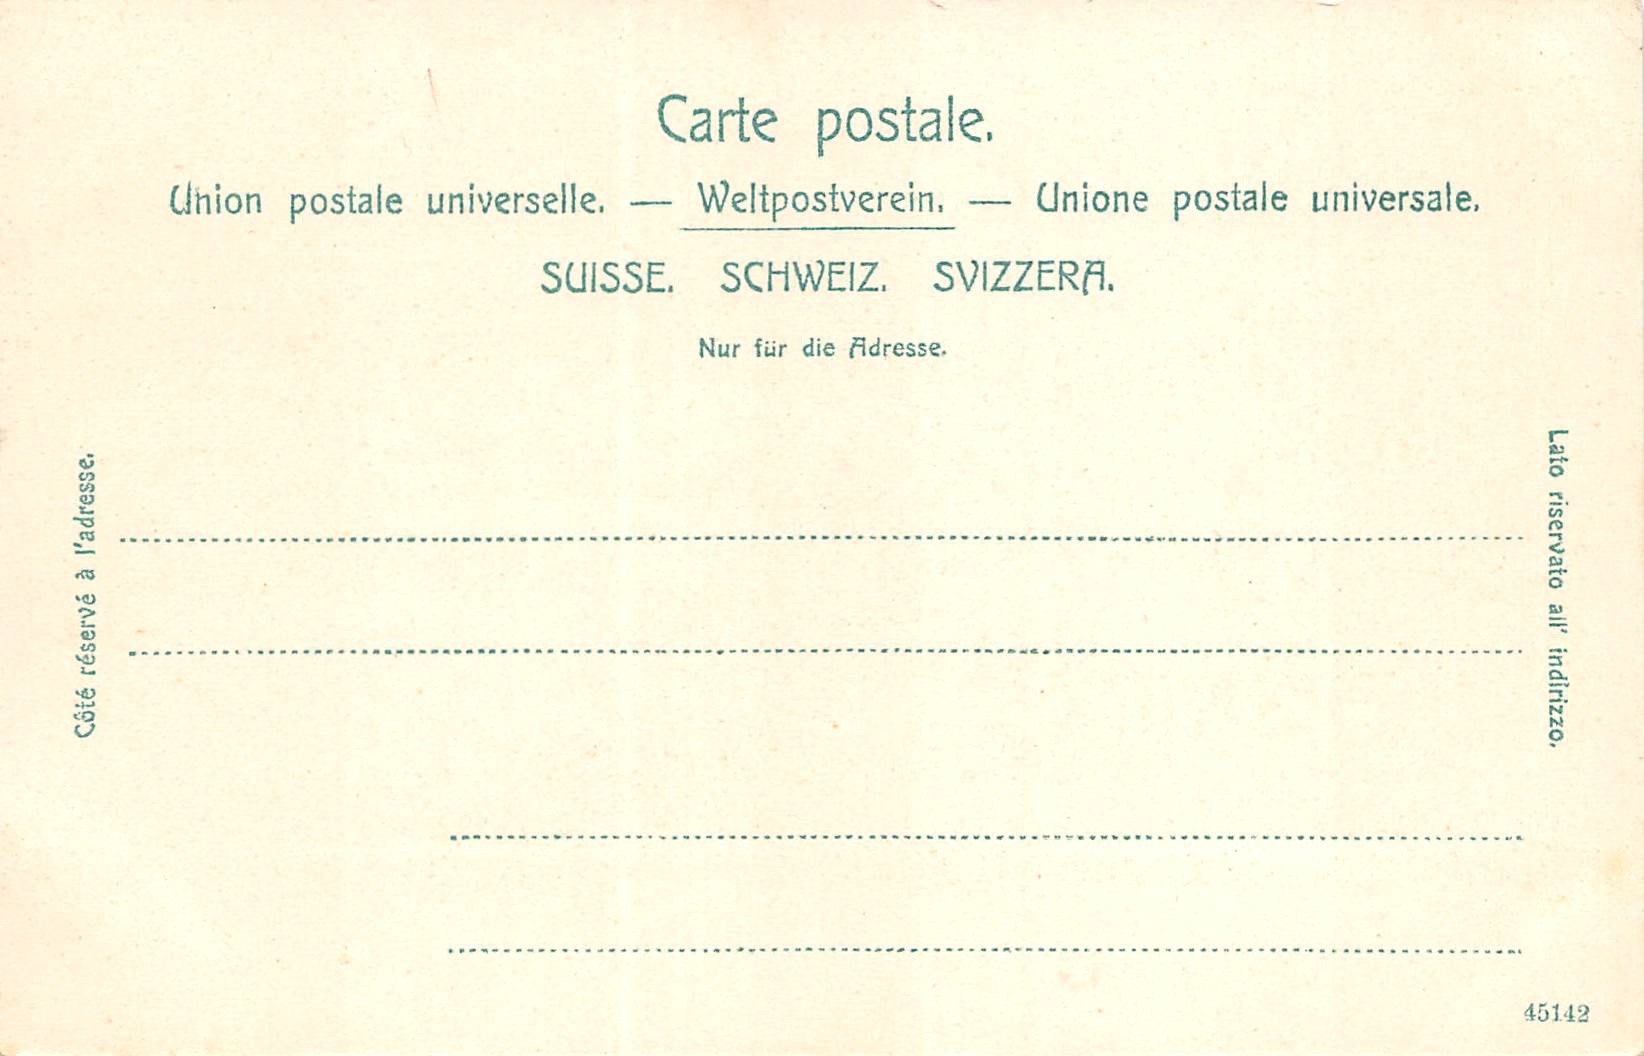 Carte postale.
Union postale universelle. — Weltpostverein. — Unione postale universale.
SUISSE. SCHWEIZ. SVIZZERA.
Nur für die Adresse.
Côté réservé à l'adresse.
Lato riservato all' indirizzo.
45142